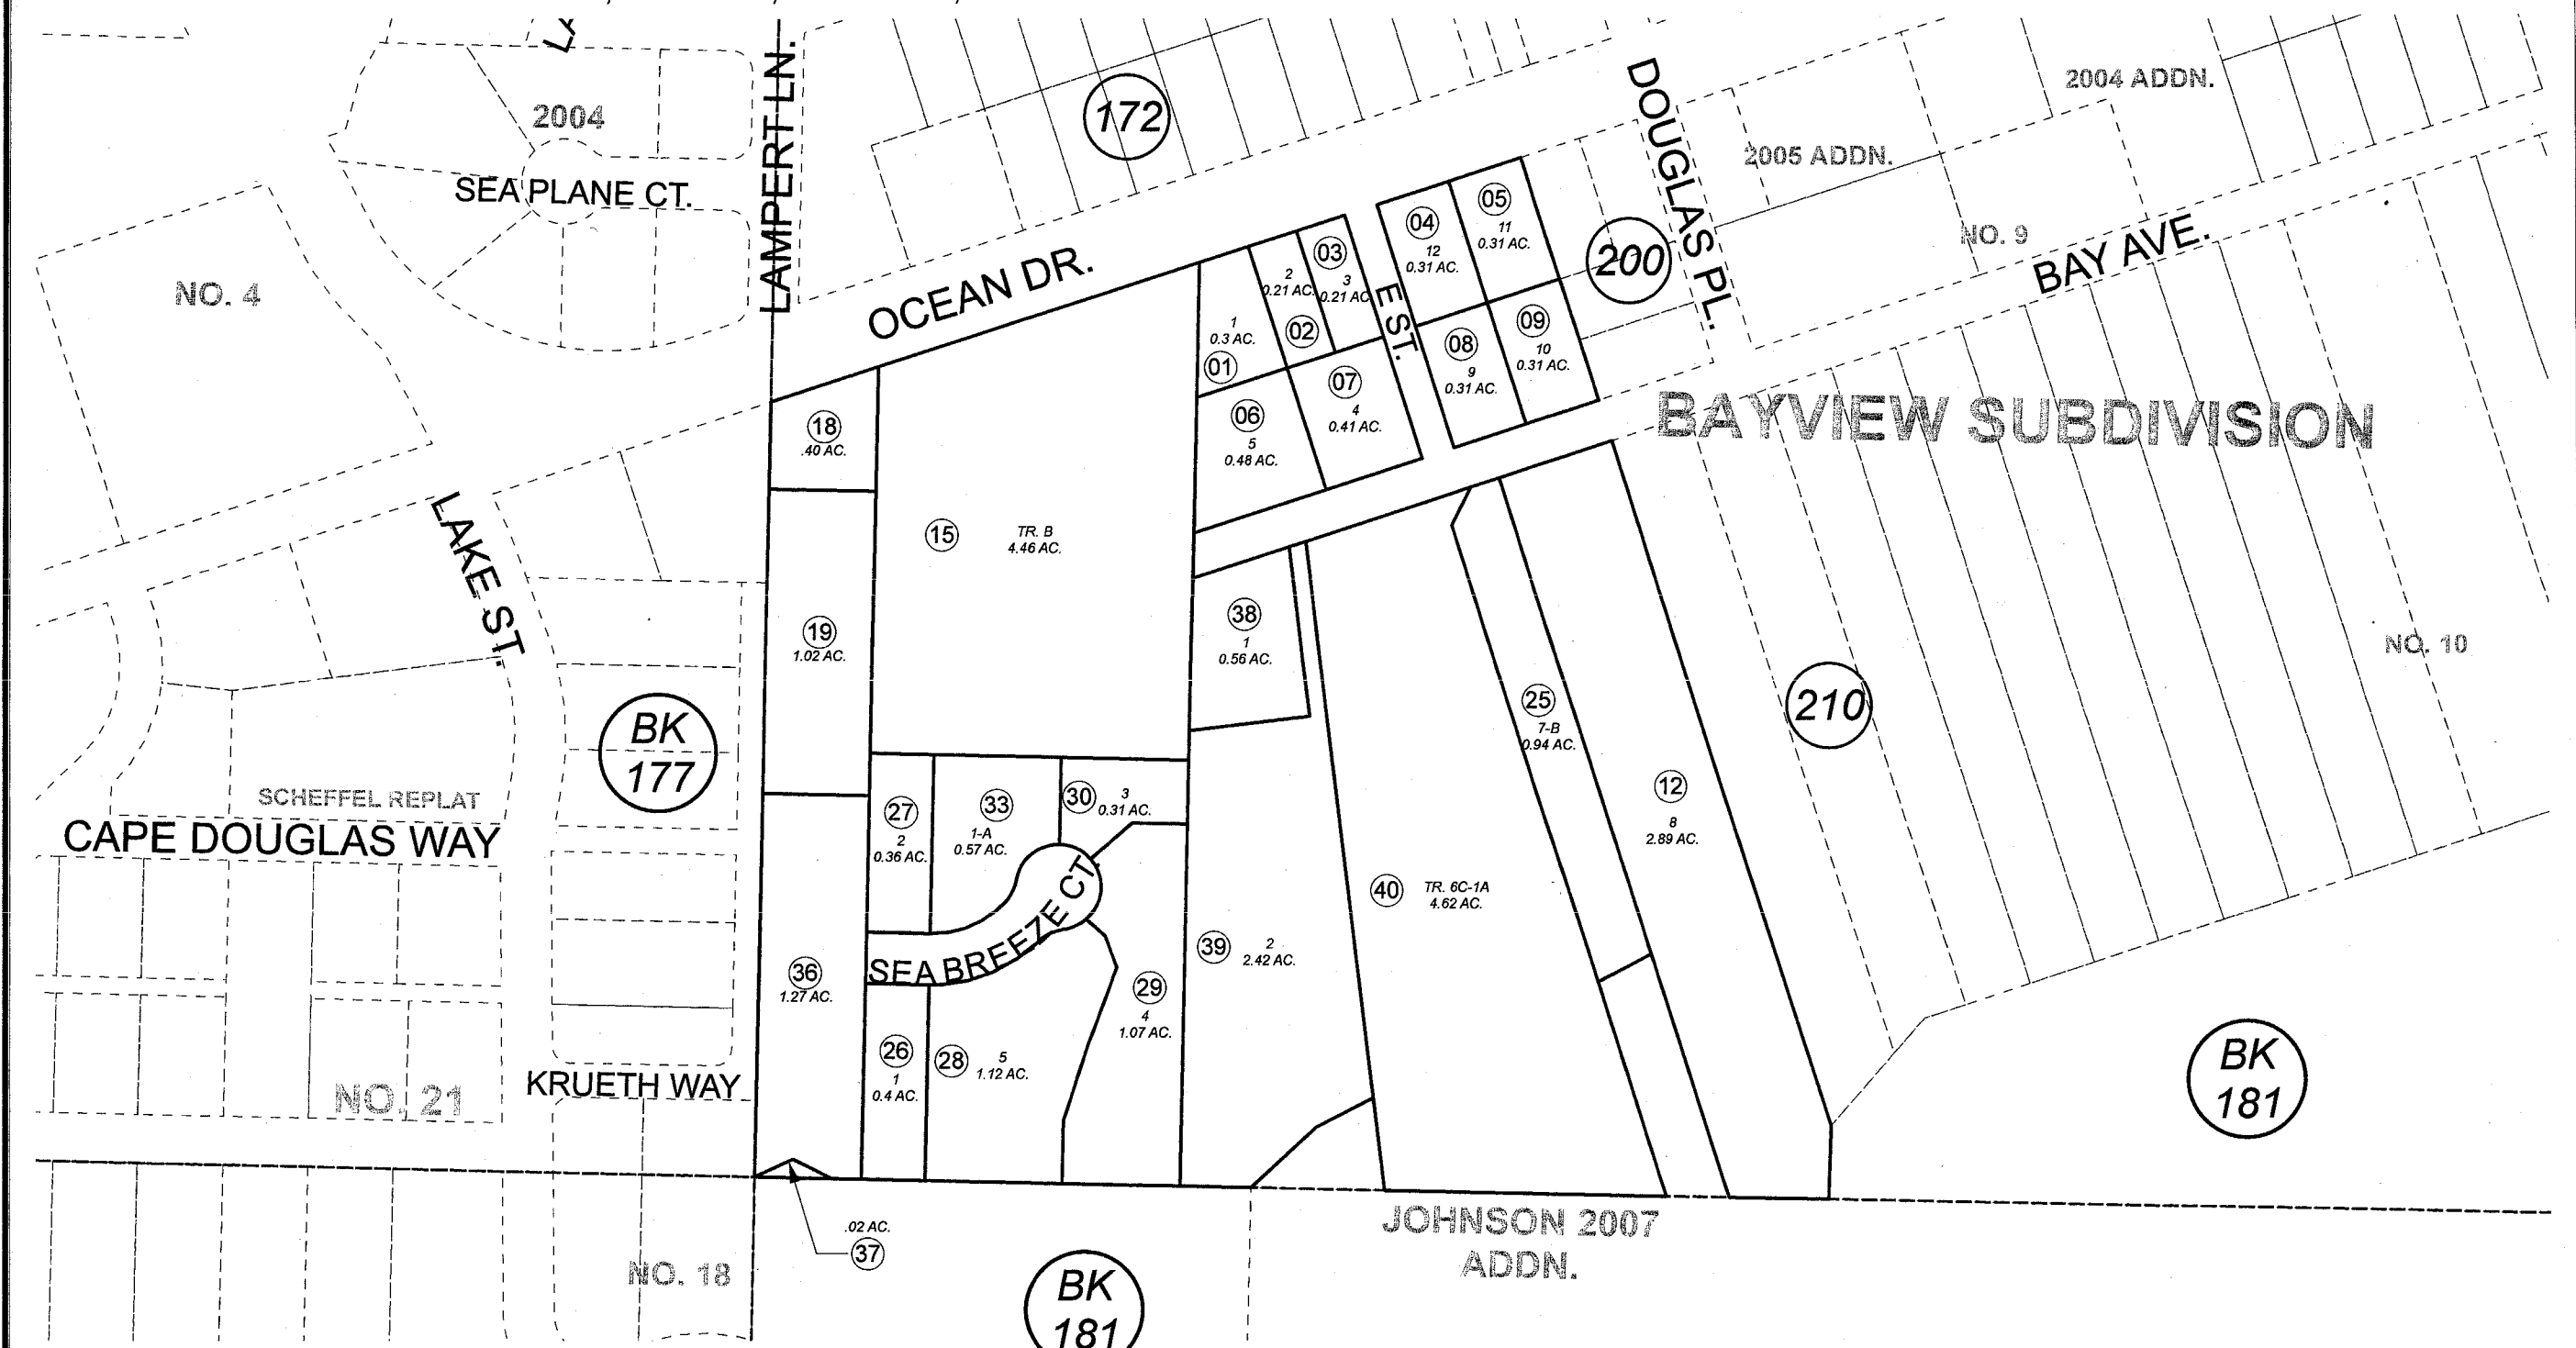 LAMPERT LN.
2004
SEA PLANE CT.
NO. 4
172
DOUGLAS PL.
2004 ADDN.
2005 ADDN.
NO. 9
BAY AVE.
OCEAN DR.
200
E ST.
01
1
0.3 AC.
02
2
0.21 AC.
03
3
0.21 AC.
04
12
0.31 AC.
05
11
0.31 AC.
06
5
0.48 AC.
07
4
0.41 AC.
08
9
0.31 AC.
09
10
0.31 AC.
BAYVIEW SUBDIVISION
18
.40 AC.
15
TR. B
4.46 AC.
LAKE ST.
19
1.02 AC.
38
1
0.56 AC.
NO. 10
25
7-B
0.94 AC.
210
BK
177
12
8
2.89 AC.
SCHEFFEL REPLAT
CAPE DOUGLAS WAY
27
2
0.36 AC.
33
1-A
0.57 AC.
30
3
0.31 AC.
SEA BREEZE CT.
40
TR. 6C-1A
4.62 AC.
39
2
2.42 AC.
36
1.27 AC.
29
4
1.07 AC.
26
1
0.4 AC.
28
5
1.12 AC.
KRUETH WAY
NO. 21
BK
181
.02 AC.
37
JOHNSON 2007
ADDN.
NO. 18
BK
181